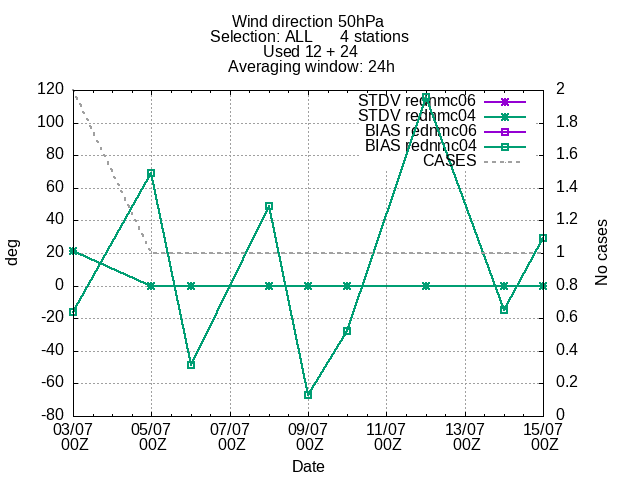 Wind direction 50hPa
Selection: ALL 4 stations
Used 12 + 24
Averaging window: 24h
STDV rednmc06
STDV rednmc04
BIAS rednmc06
BIAS rednmc04
CASES
deg
120
100
80
60
40
20
0
-20
-40
-60
-80
No cases
2
1.8
1.6
1.4
1.2
1
0.8
0.6
0.4
0.2
0
03/07 05/07 07/07 09/07 11/07 13/07 15/07
00Z 00Z 00Z 00Z 00Z 00Z 00Z
Date